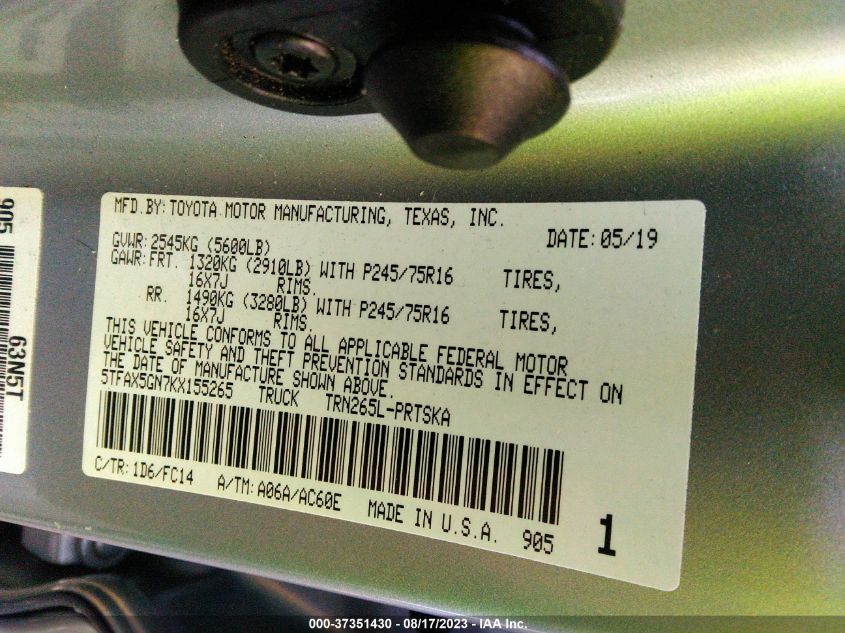 MFD.BY:TOYOTA MOTOR MANUFACTURING, TEXAS, INC.
DATE:05/19
GVWR:2545KG (5600LB)
GAWR:FRT. 1320KG (2910LB) WITH P245/75R16 TIRES,
16X7J RIMS.
RR. 1490KG (3280LB) WITH P245/75R16 TIRES,
16X7J RIMS.
THIS VEHICLE CONFORMS TO ALL APPLICABLE FEDERAL MOTOR
VEHICLE SAFETY AND THEFT PREVENTION STANDARDS IN EFFECT ON
THE DATE OF MANUFACTURE SHOWN ABOVE.
5TFAX5GN7KX155265 TRUCK TRN265L-PRTSKA
C/TR:1D6/FC14 A/TM:A06A/AC60E MADE IN U.S.A. 905 1
905
63N5T
000-37351430 - 08/17/2023 - IAA Inc.